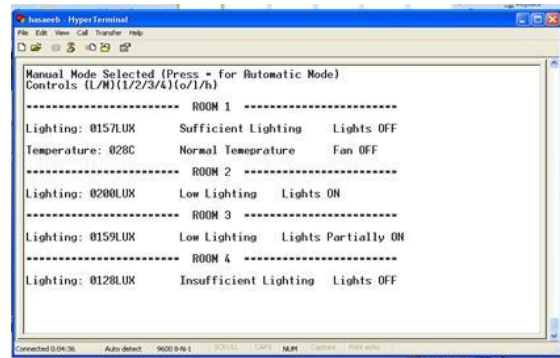 hasaeeb - HyperTerminal
File Edit View Call Transfer Help
Manual Mode Selected (Press - for Automatic Mode)
Controls (L/M)(1/2/3/4)(o/l/h)
------------------------ ROOM 1 ------------------------
Lighting: 0157LUX Sufficient Lighting Lights OFF
Temperature: 028C Normal Temeprature Fan OFF
------------------------ ROOM 2 ------------------------
Lighting: 0200LUX Low Lighting Lights ON
------------------------ ROOM 3 ------------------------
Lighting: 0159LUX Low Lighting Lights Partially ON
------------------------ ROOM 4 ------------------------
Lighting: 0128LUX Insufficient Lighting Lights OFF
Connected 0:04:36 Auto detect 9600 8-N-1 SCROLL CAPS NUM Capture Print echo